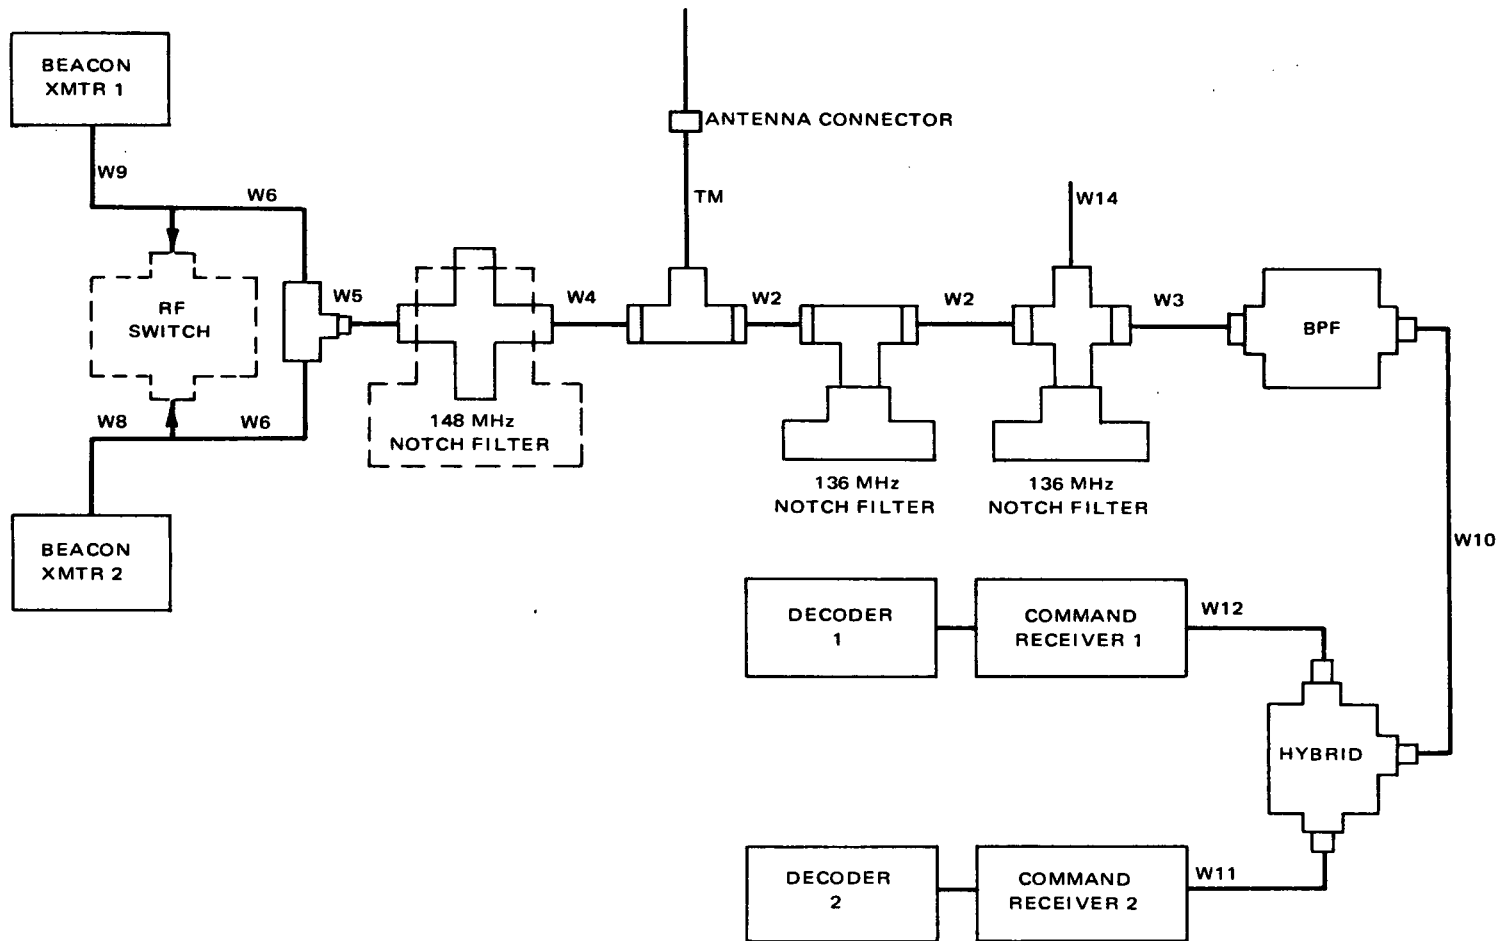 BEACON
XMTR 1
ANTENNA CONNECTOR
W9
W6
TM
W14
RF
SWITCH
W5
W4
W2
W2
W3
BPF
W8
W6
148 MHz
NOTCH FILTER
136 MHz
NOTCH FILTER
136 MHz
NOTCH FILTER
BEACON
XMTR 2
W10
DECODER
1
COMMAND
RECEIVER 1
W12
HYBRID
DECODER
2
COMMAND
RECEIVER 2
W11